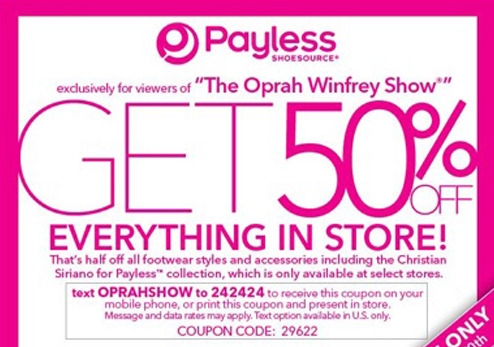 Payless
SHOESOURCE®
exclusively for viewers of "The Oprah Winfrey Show®"
GET 50% OFF
EVERYTHING IN STORE!
That's half off all footwear styles and accessories including the Christian
Siriano for Payless™ collection, which is only available at select stores.
text OPRAHSHOW to 242424 to receive this coupon on your
mobile phone, or print this coupon and present in store.
Message and data rates may apply. Text option available in U.S. only.
COUPON CODE: 29622
ONLY